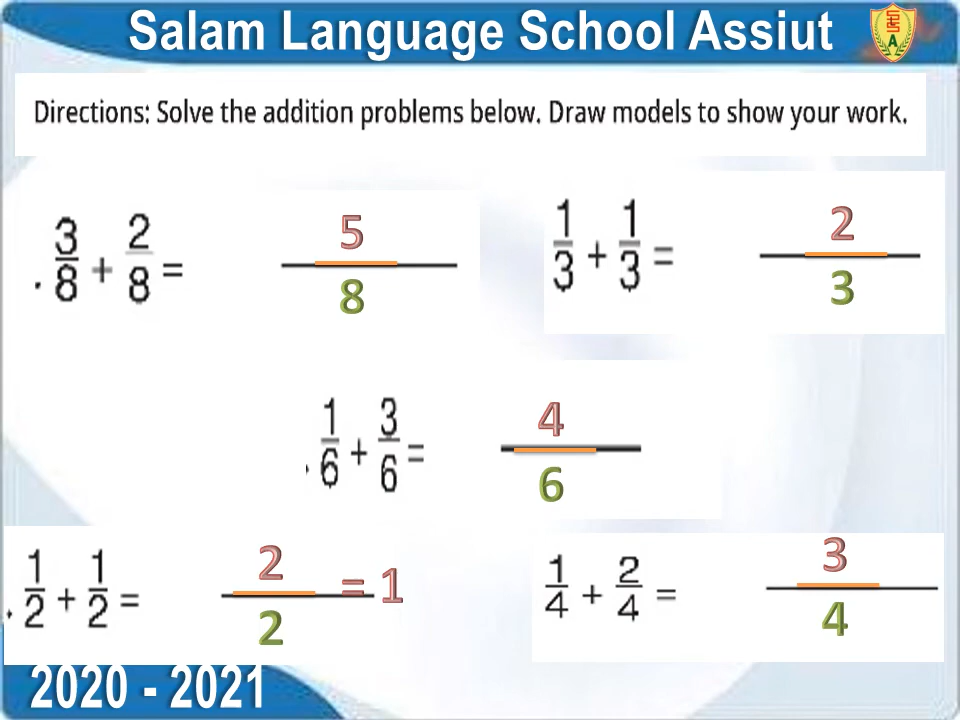 Salam Language School Assiut
A
Directions: Solve the addition problems below. Draw models to show your work.
3/8 + 2/8 = 5/8
1/3 + 1/3 = 2/3
1/6 + 3/6 = 4/6
1/2 + 1/2 = 2/2 = 1
1/4 + 2/4 = 3/4
2020 - 2021